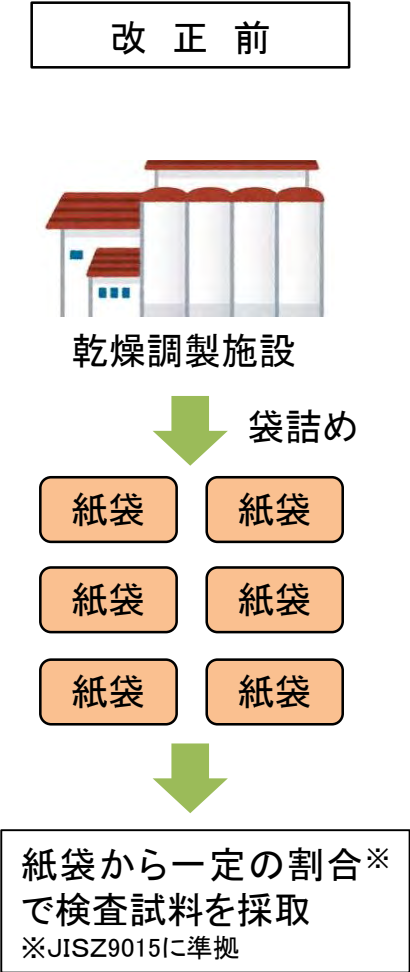 改 正 前
乾燥調製施設
袋詰め
紙袋 紙袋
紙袋 紙袋
紙袋 紙袋
紙袋から一定の割合※
で検査試料を採取
※JISZ9015に準拠